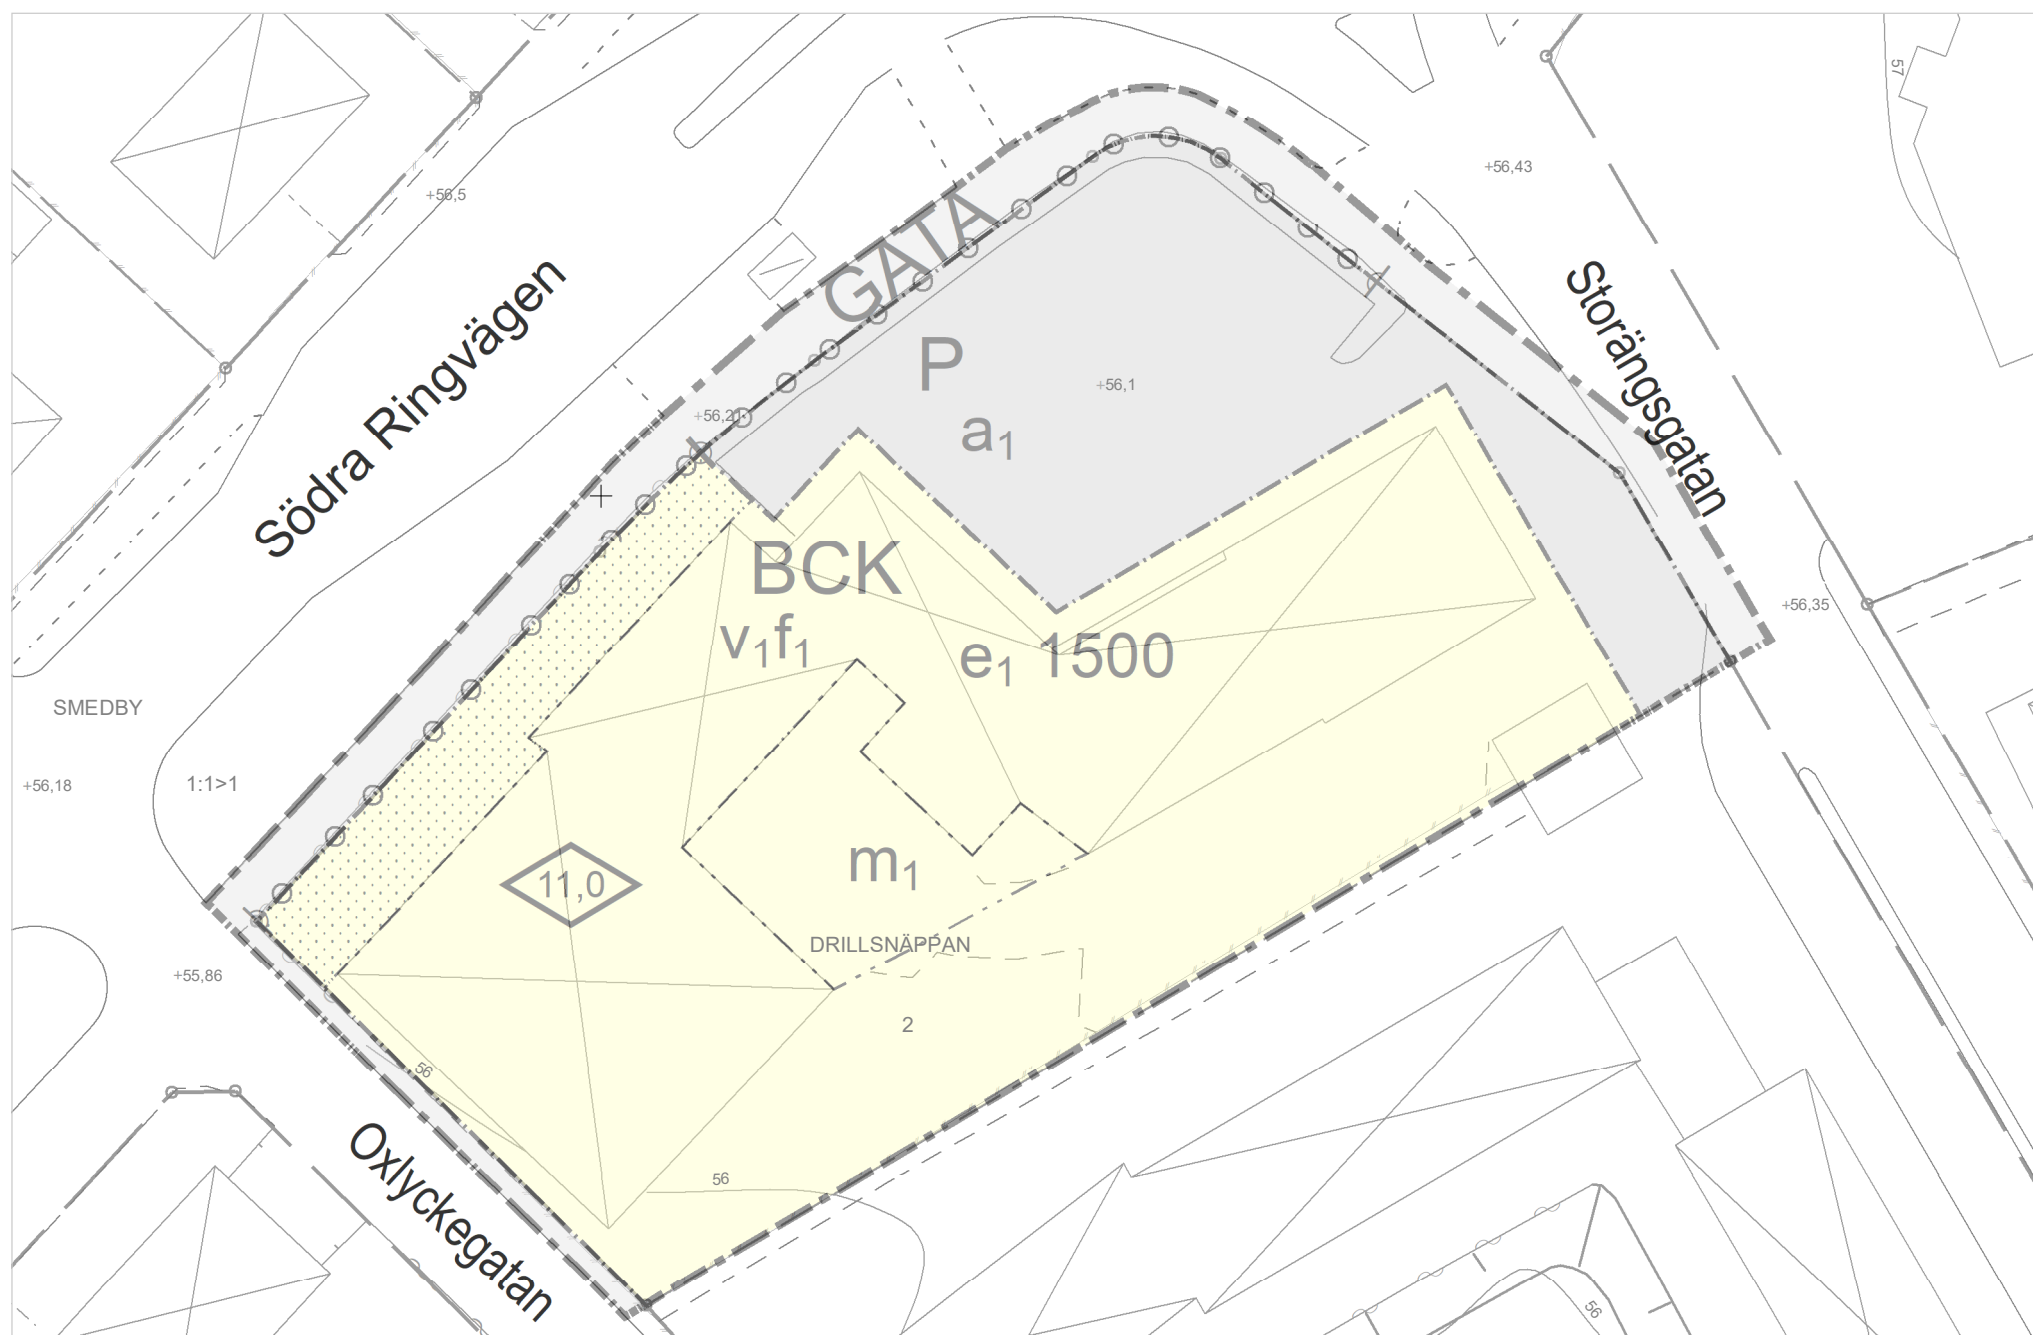 57
+56,5
+56,43
GATA
Södra Ringvägen
Storängsgatan
P
+56,1
+56,21
a1
BCK
+56,35
v1f1
e1 1500
SMEDBY
+56,18
1:1>1
m1
11,0
DRILLSNÄPPAN
+55,86
2
56
56
Oxlyckegatan
56